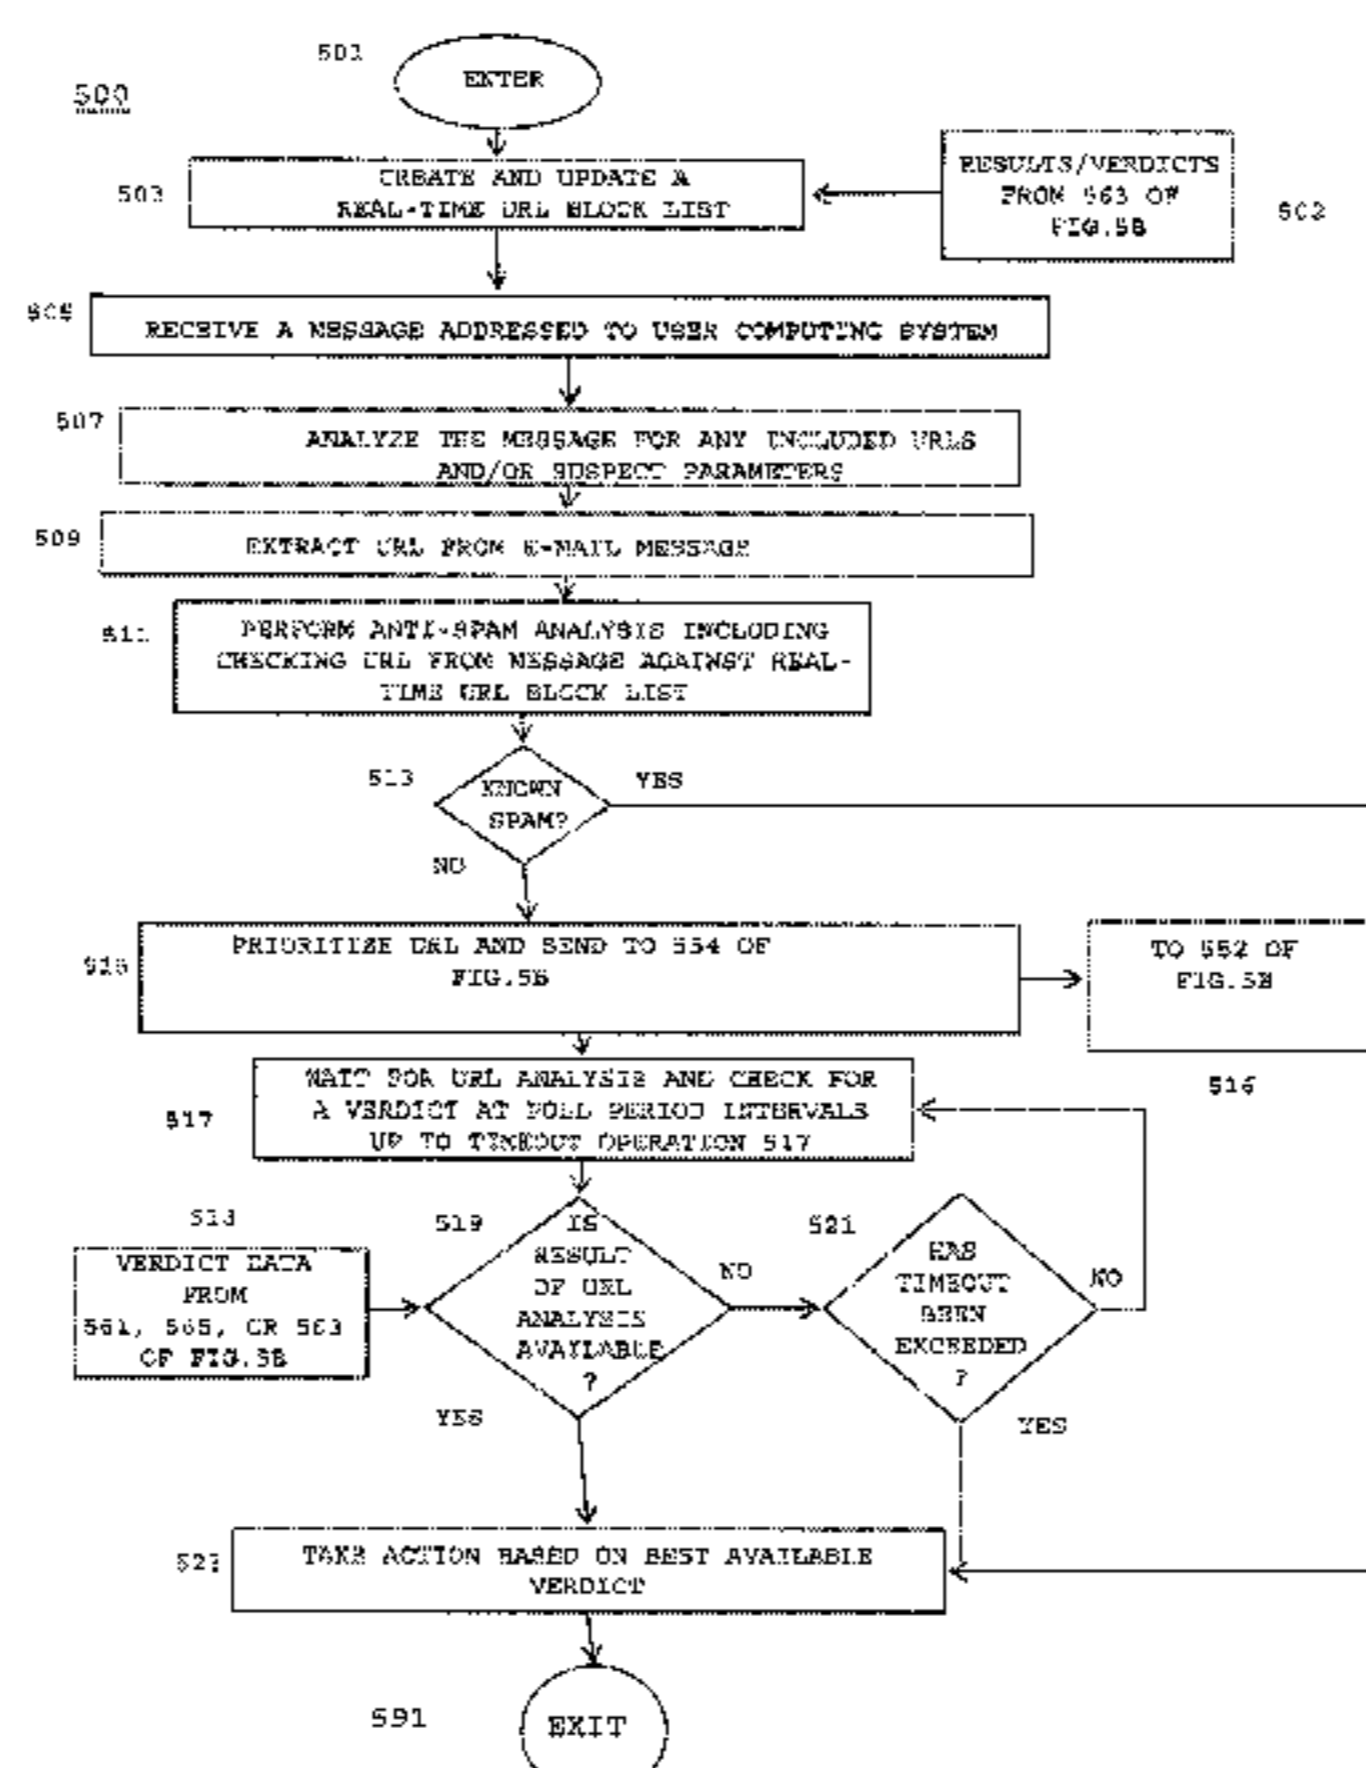 500
501
ENTER
503
CREATE AND UPDATE A
REAL-TIME URL BLOCK LIST
RESULTS/VERDICTS
FROM 563 OF
FIG.5B
502
505
RECEIVE A MESSAGE ADDRESSED TO USER COMPUTING SYSTEM
507
ANALYZE THE MESSAGE FOR ANY INCLUDED URLS
AND/OR SUSPECT PARAMETERS
509
EXTRACT URL FROM E-MAIL MESSAGE
511
PERFORM ANTI-SPAM ANALYSIS INCLUDING
CHECKING URL FROM MESSAGE AGAINST REAL-
TIME URL BLOCK LIST
513
KNOWN
SPAM?
YES
NO
515
PRIORITIZE URL AND SEND TO 554 OF
FIG.5B
TO 552 OF
FIG.5B
516
517
WAIT FOR URL ANALYSIS AND CHECK FOR
A VERDICT AT POLL PERIOD INTERVALS
UP TO TIMEOUT OPERATION 517
518
VERDICT DATA
FROM
561, 565, OR 563
OF FIG.5B
519
IS
RESULT
OF URL
ANALYSIS
AVAILABLE
?
NO
YES
521
HAS
TIMEOUT
BEEN
EXCEEDED
?
NO
YES
TAKE ACTION BASED ON BEST AVAILABLE
VERDICT
591
EXIT